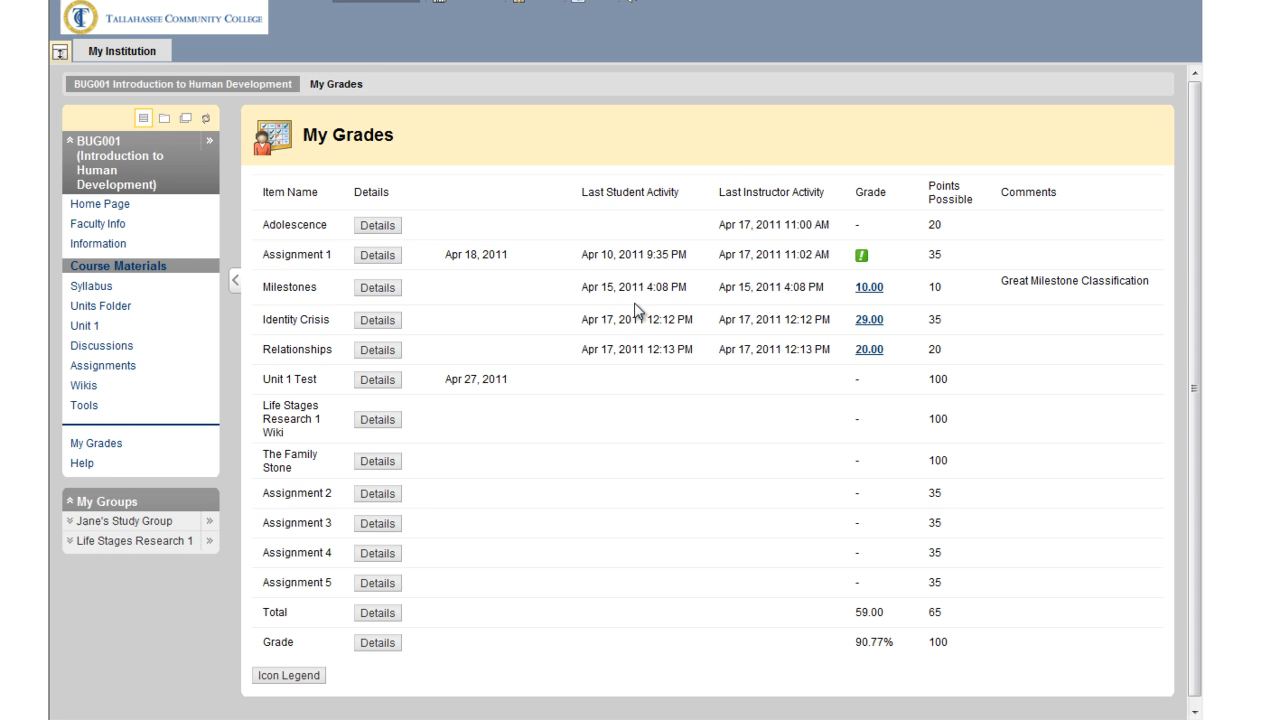 TALLAHASSEE COMMUNITY COLLEGE
My Institution
BUG001 Introduction to Human Development My Grades
BUG001
(Introduction to
Human
Development)
Home Page
Faculty Info
Information
Course Materials
Syllabus
Units Folder
Unit 1
Discussions
Assignments
Wikis
Tools
My Grades
Help
My Groups
Jane's Study Group
Life Stages Research 1
My Grades
Item Name Details Last Student Activity Last Instructor Activity Grade Points Possible Comments
Adolescence Details Apr 17, 2011 11:00 AM - 20
Assignment 1 Details Apr 18, 2011 Apr 10, 2011 9:35 PM Apr 17, 2011 11:02 AM ! 35
Milestones Details Apr 15, 2011 4:08 PM Apr 15, 2011 4:08 PM 10.00 10 Great Milestone Classification
Identity Crisis Details Apr 17, 2011 12:12 PM Apr 17, 2011 12:12 PM 29.00 35
Relationships Details Apr 17, 2011 12:13 PM Apr 17, 2011 12:13 PM 20.00 20
Unit 1 Test Details Apr 27, 2011 - 100
Life Stages
Research 1
Wiki Details - 100
The Family
Stone Details - 100
Assignment 2 Details - 35
Assignment 3 Details - 35
Assignment 4 Details - 35
Assignment 5 Details - 35
Total Details 59.00 65
Grade Details 90.77% 100
Icon Legend